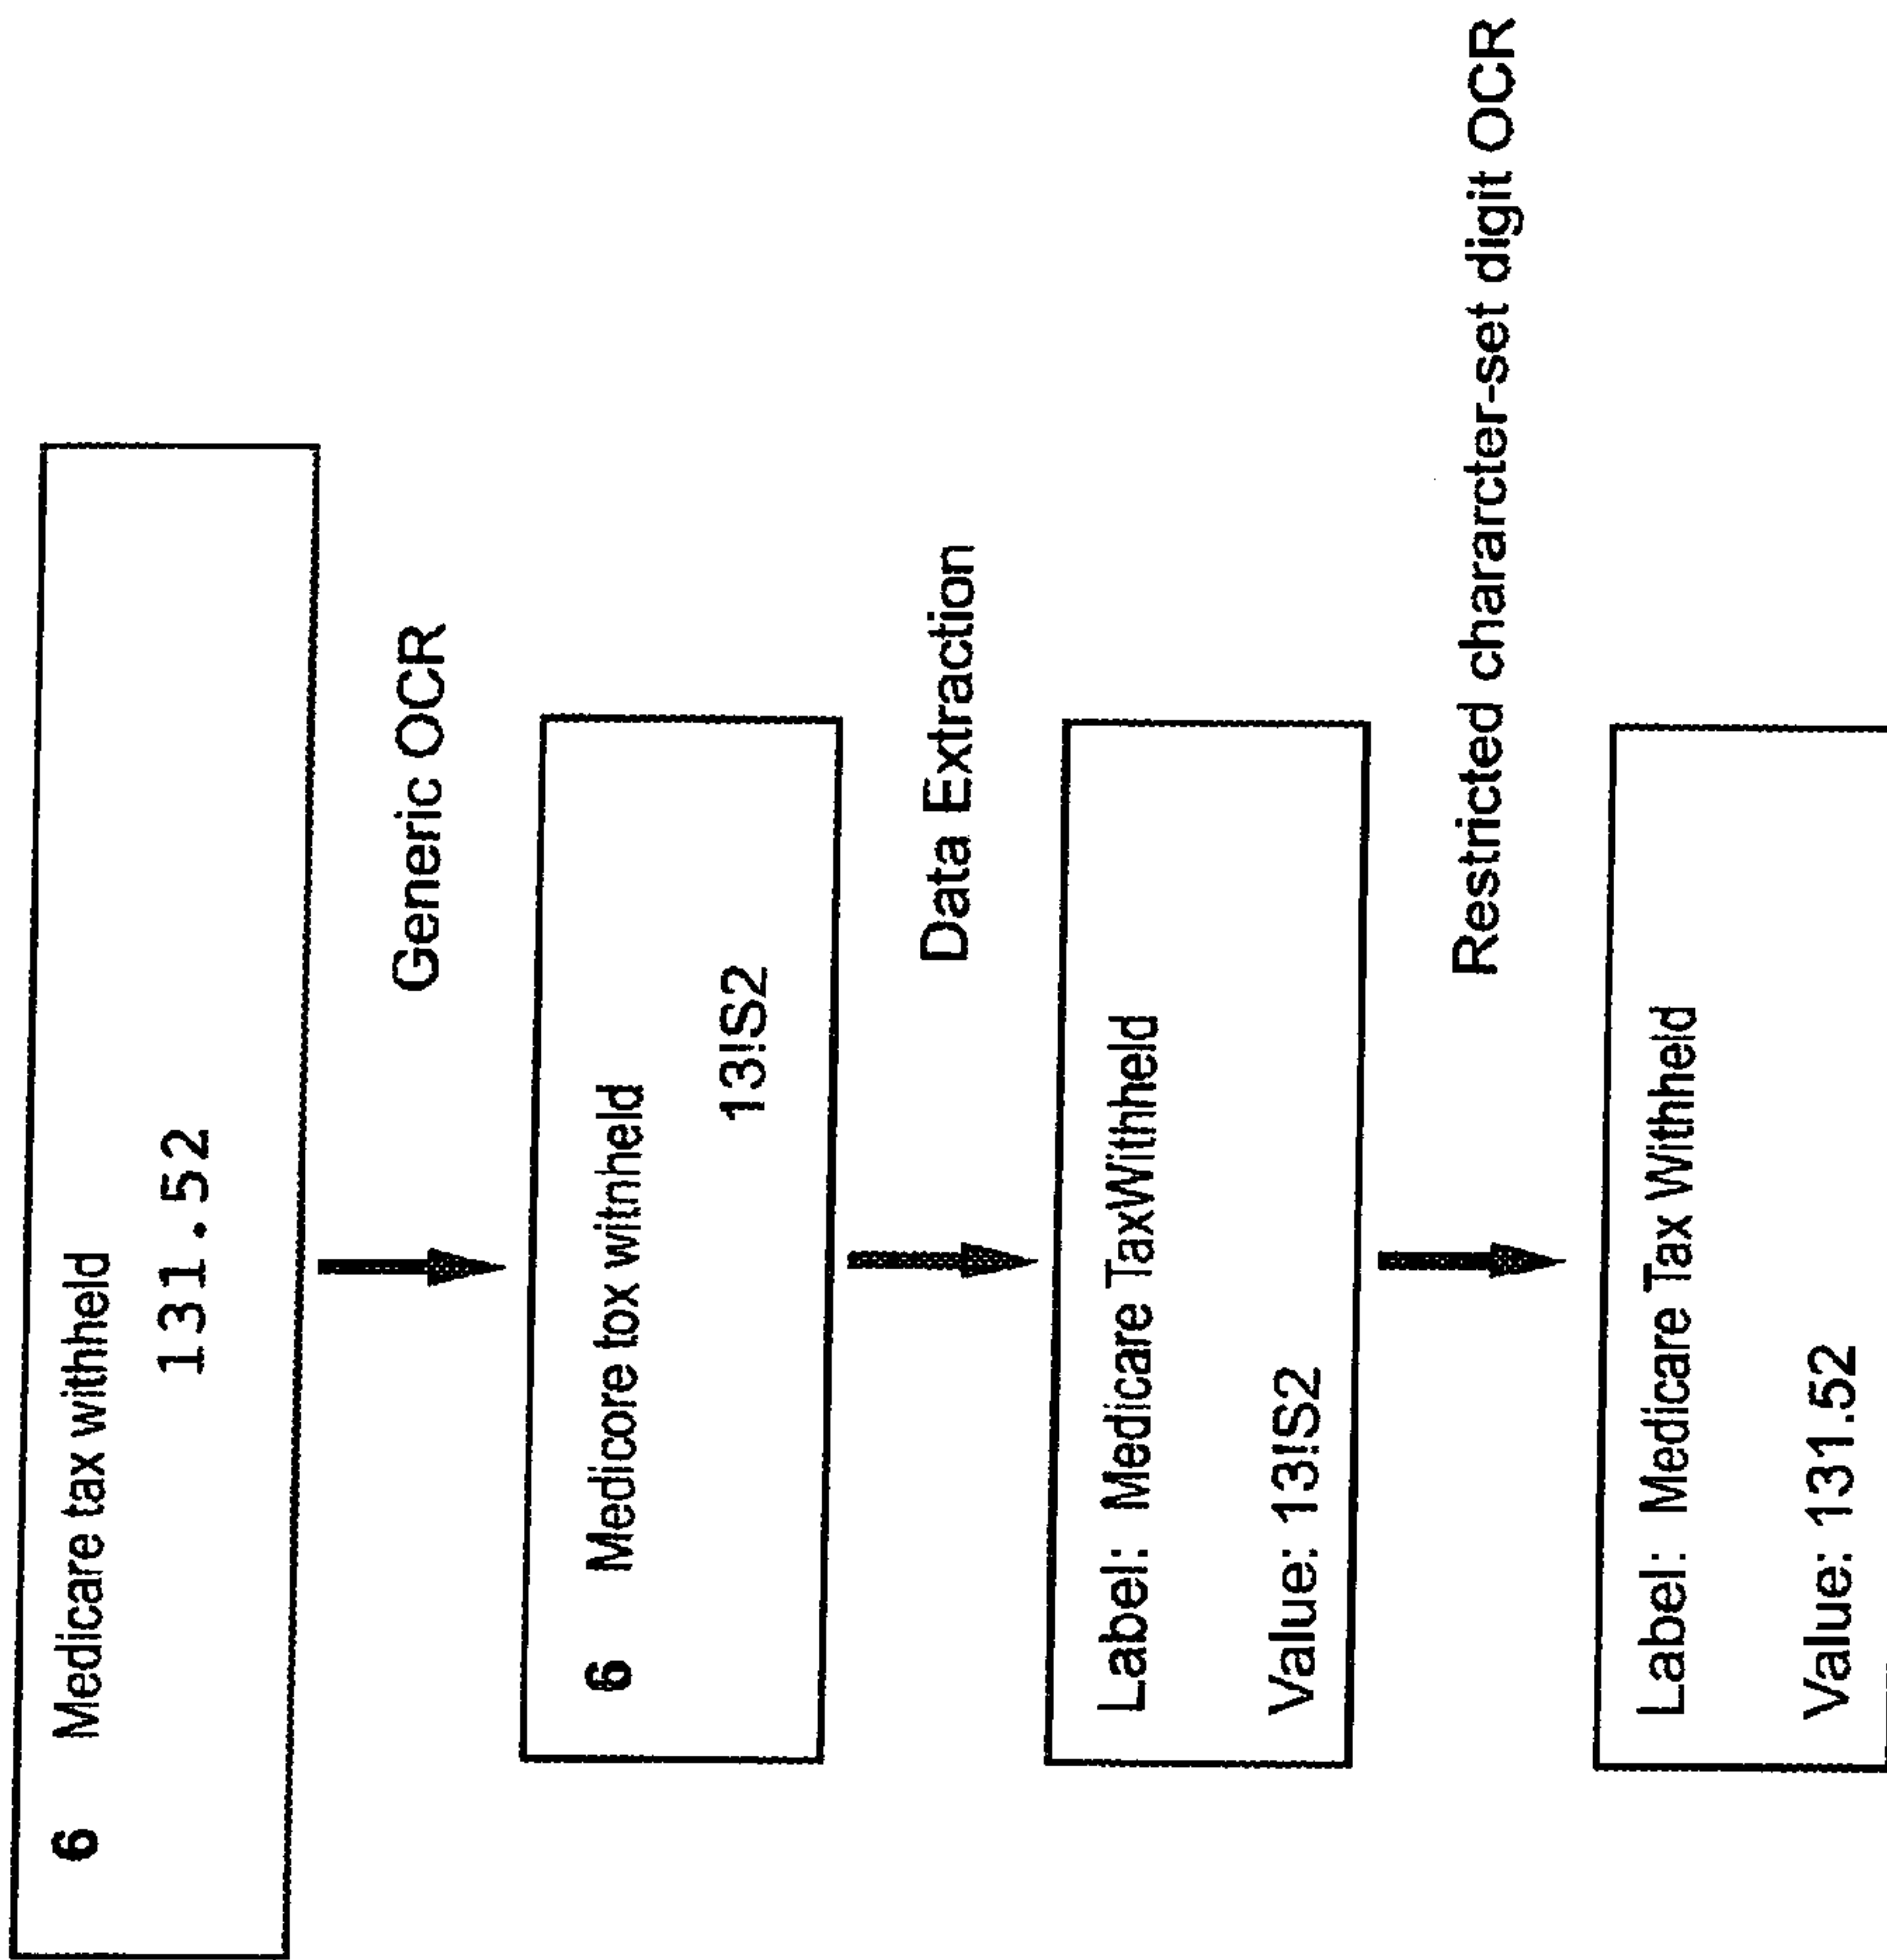 6 Medicare tax withheld
131.52
Generic OCR
6 Medicore tox witnheld
13!S2
Data Extraction
Label: Medicare TaxWithheld
Value: 13!S2
Restricted chararcter-set digit OCR
Label: Medicare Tax Withheld
Value: 131.52